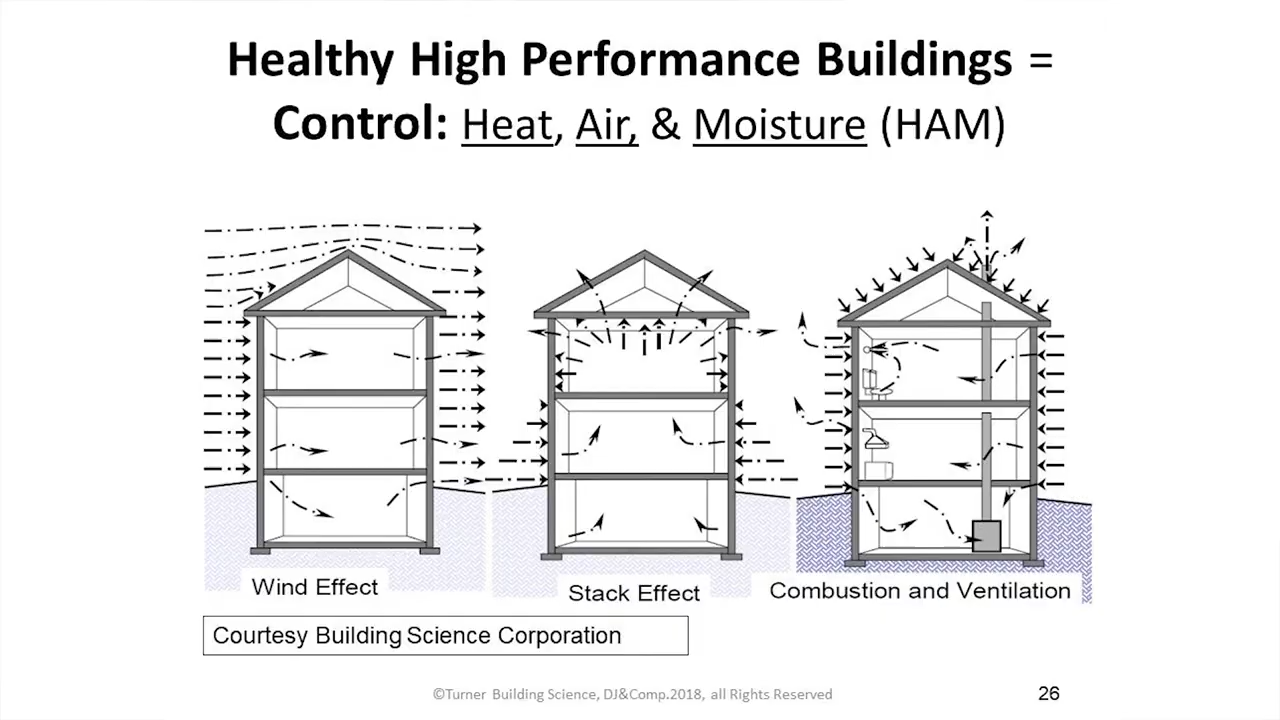 Healthy High Performance Buildings =
Control: Heat, Air, & Moisture (HAM)
Wind Effect
Stack Effect
Combustion and Ventilation
Courtesy Building Science Corporation
©Turner Building Science, DJ&Comp.2018, all Rights Reserved
26